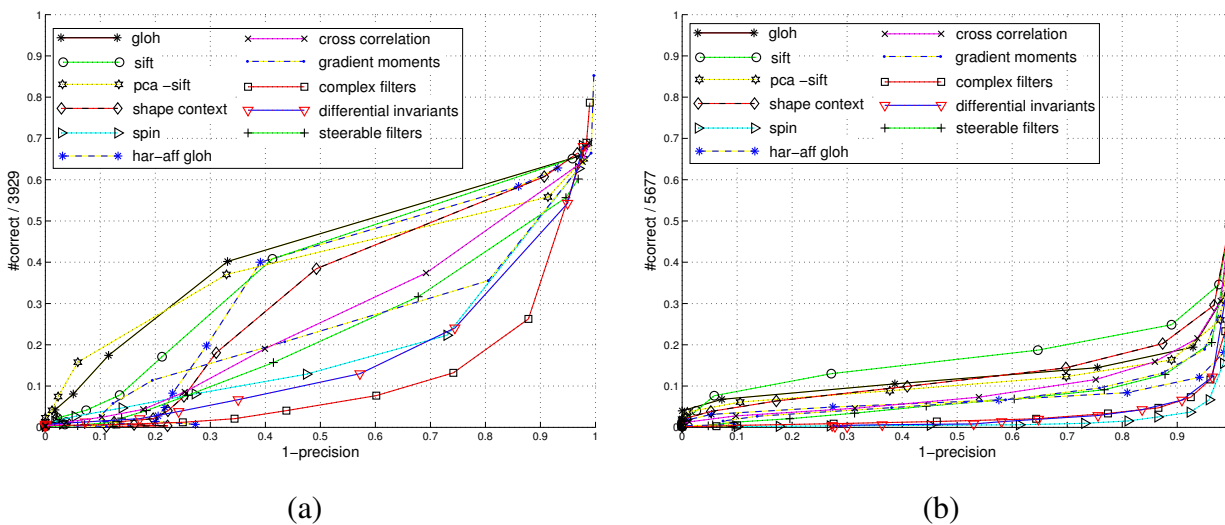 1
0.9
0.8
0.7
0.6
0.5
0.4
0.3
0.2
0.1
0
#correct / 3929
gloh
sift
pca −sift
shape context
spin
har−aff gloh
cross correlation
gradient moments
complex filters
differential invariants
steerable filters
0 0.1 0.2 0.3 0.4 0.5 0.6 0.7 0.8 0.9 1
1−precision
(a)
1
0.9
0.8
0.7
0.6
0.5
0.4
0.3
0.2
0.1
0
#correct / 5677
gloh
sift
pca −sift
shape context
spin
har−aff gloh
cross correlation
gradient moments
complex filters
differential invariants
steerable filters
0 0.1 0.2 0.3 0.4 0.5 0.6 0.7 0.8 0.9
1−precision
(b)